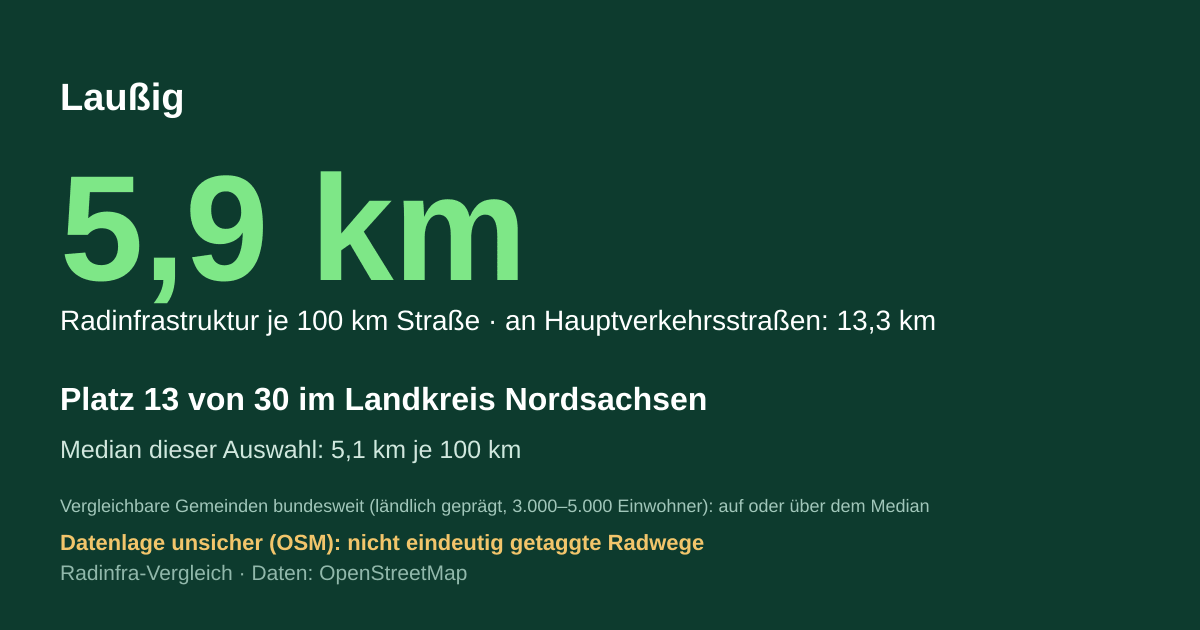 Laußig
5,9 km
Radinfrastruktur je 100 km Straße · an Hauptverkehrsstraßen: 13,3 km
Platz 13 von 30 im Landkreis Nordsachsen
Median dieser Auswahl: 5,1 km je 100 km
Vergleichbare Gemeinden bundesweit (ländlich geprägt, 3.000–5.000 Einwohner): auf oder über dem Median
Datenlage unsicher (OSM): nicht eindeutig getaggte Radwege
Radinfra-Vergleich · Daten: OpenStreetMap